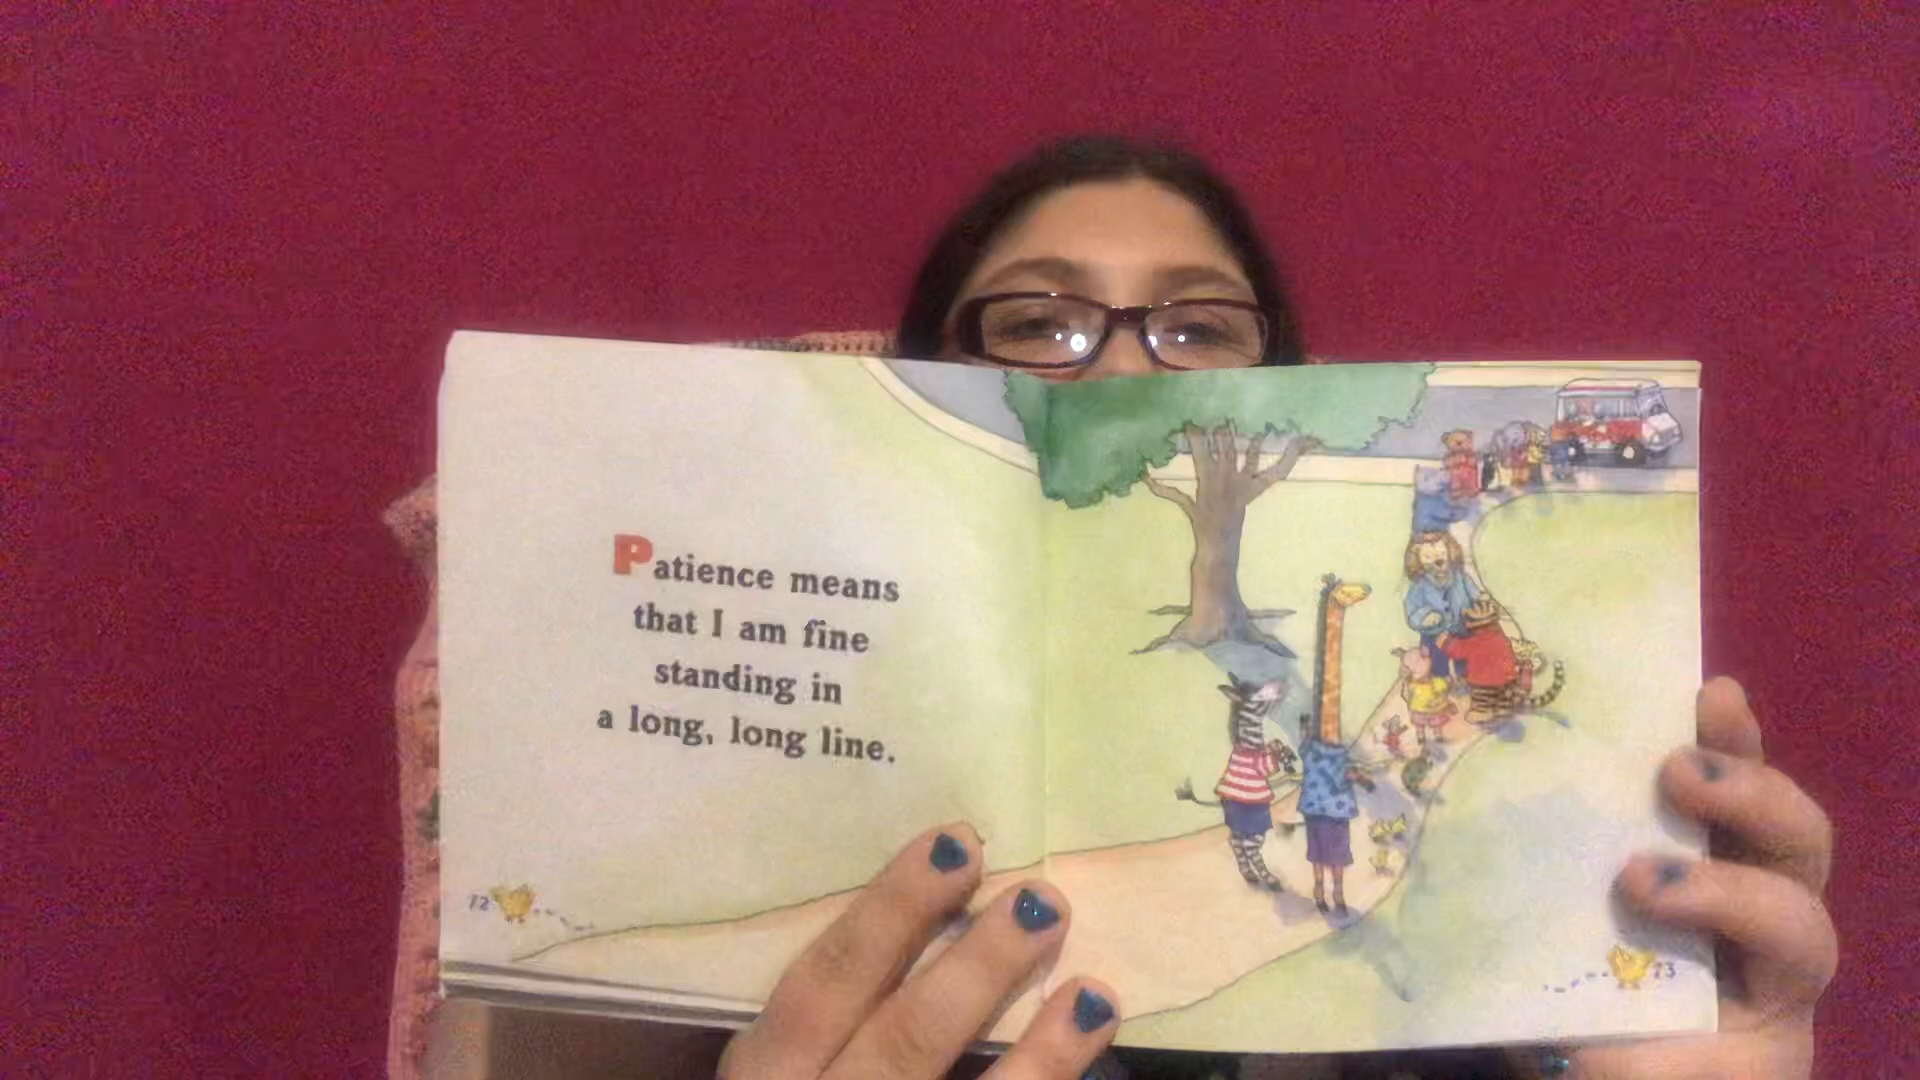 Patience means
that I am fine
standing in
a long, long line.
72
73